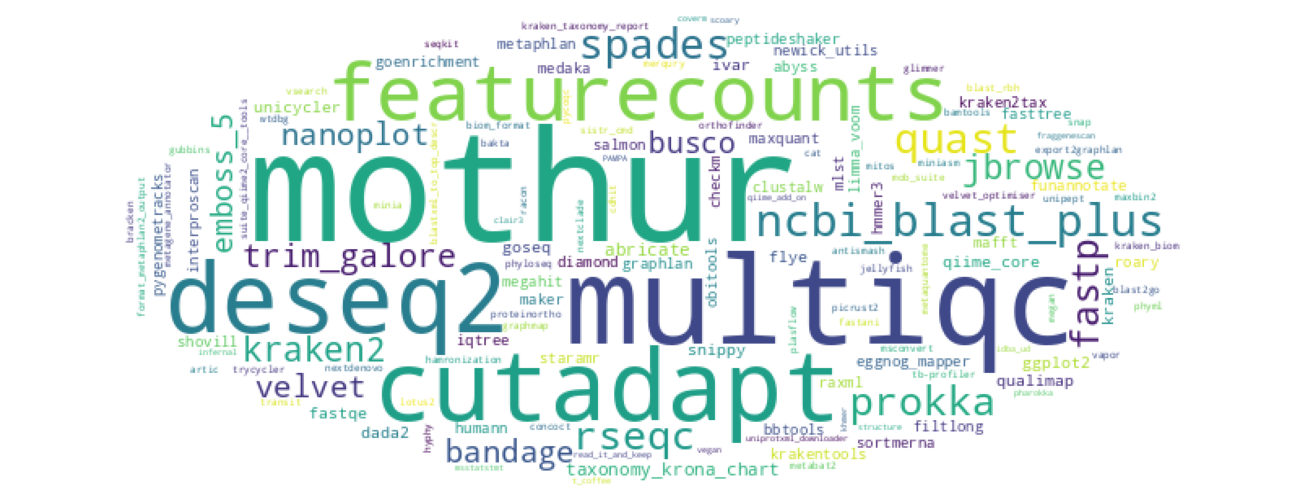 coverm
scoary
kraken_taxonomy_report
seqkit
metaphlan
spades
peptideshaker
newick_utils
goenrichment
medaka
merqury
ivar
abyss
glimmer
vsearch
featurecounts
pycoqc
blast_rbh
kraken2tax
unicycler
wtdbg
bamtools
fasttree
emboss_5
suite_qiime2_core__tools
nanoplot
biom_format
bakta
sistr_cmd
orthofinder
salmon
busco
maxquant
limma_voom
quast
snap
fraggenescan
export2graphlan
gubbins
mothur
PAMPA
cat
mlst
mitos
miniasm
jbrowse
pygenometracks
metagene_annotator
interproscan
blastxml_to_top_descr
minia
racon
clair3
cdhit
checkm
clustalw
qiime_add_on
hmmer3
mob_suite
funannotate
velvet_optimiser
unipept
maxbin2
bracken
format_metaphlan2_output
nextclade
ncbi_blast_plus
trim_galore
goseq
phyloseq
abricate
diamond
graphlan
obitools
flye
antismash
metaquantome
mafft
qiime_core
fastp
kraken_biom
roary
deseq2
megahit
maker
proteinortho
graphmap
multiqc
jellyfish
picrust2
fastani
megan
kraken
blast2go
phyml
shovill
infernal
kraken2
iqtree
hamronization
staramr
snippy
plasflow
msconvert
eggnog_mapper
idba_ud
ggplot2
vapor
artic
trycycler
nextdenovo
tb-profiler
velvet
cutadapt
raxml
qualimap
pharokka
transit
fastqe
lotus2
prokka
dada2
hyphy
humann
concoct
rseqc
bbtools
khmer
structure
filtlong
uniprotxml_downloader
sortmerna
bandage
read_it_and_keep
vegan
krakentools
msstatstmt
taxonomy_krona_chart
metabat2
t_coffee